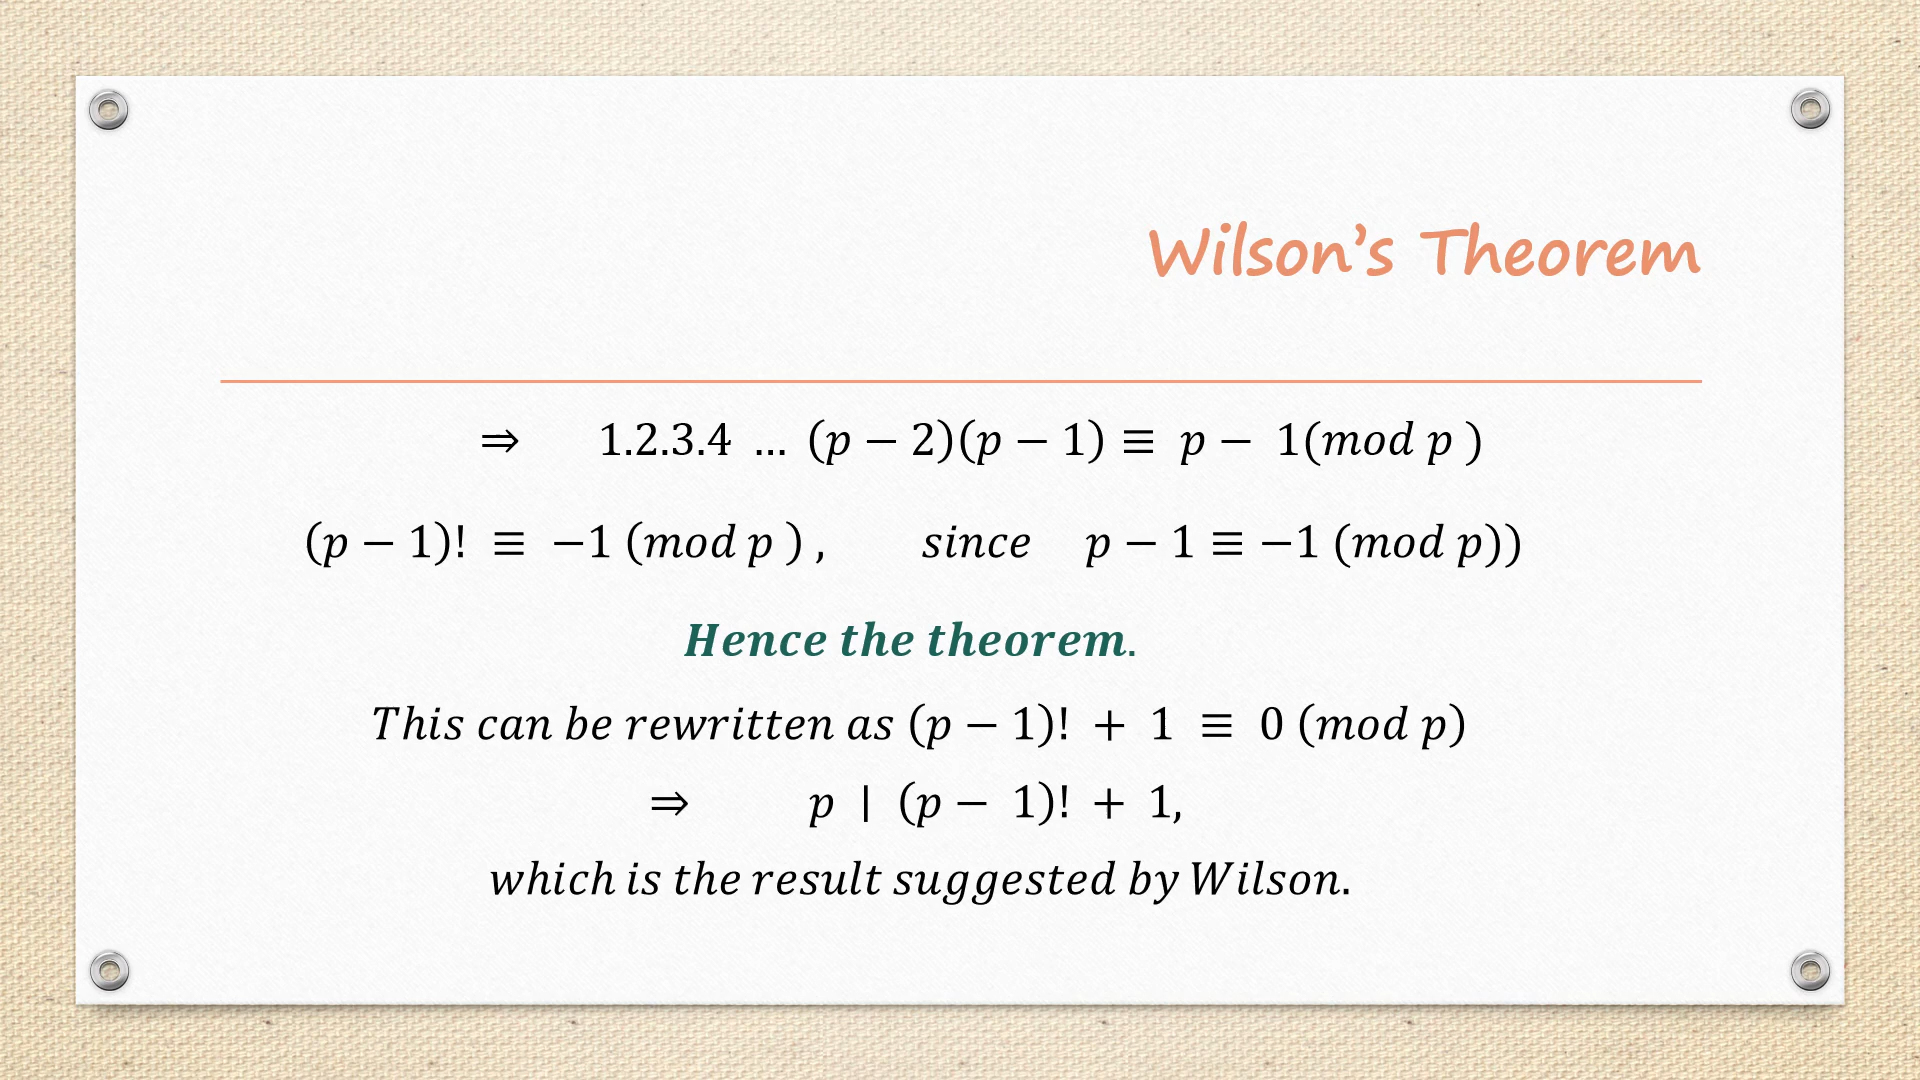 Wilson’s Theorem
⇒ 1.2.3.4 … (p − 2)(p − 1) ≡ p − 1(mod p )
(p − 1)! ≡ −1 (mod p ) , since p − 1 ≡ −1 (mod p))
Hence the theorem.
This can be rewritten as (p − 1)! + 1 ≡ 0 (mod p)
⇒ p | (p − 1)! + 1,
which is the result suggested by Wilson.